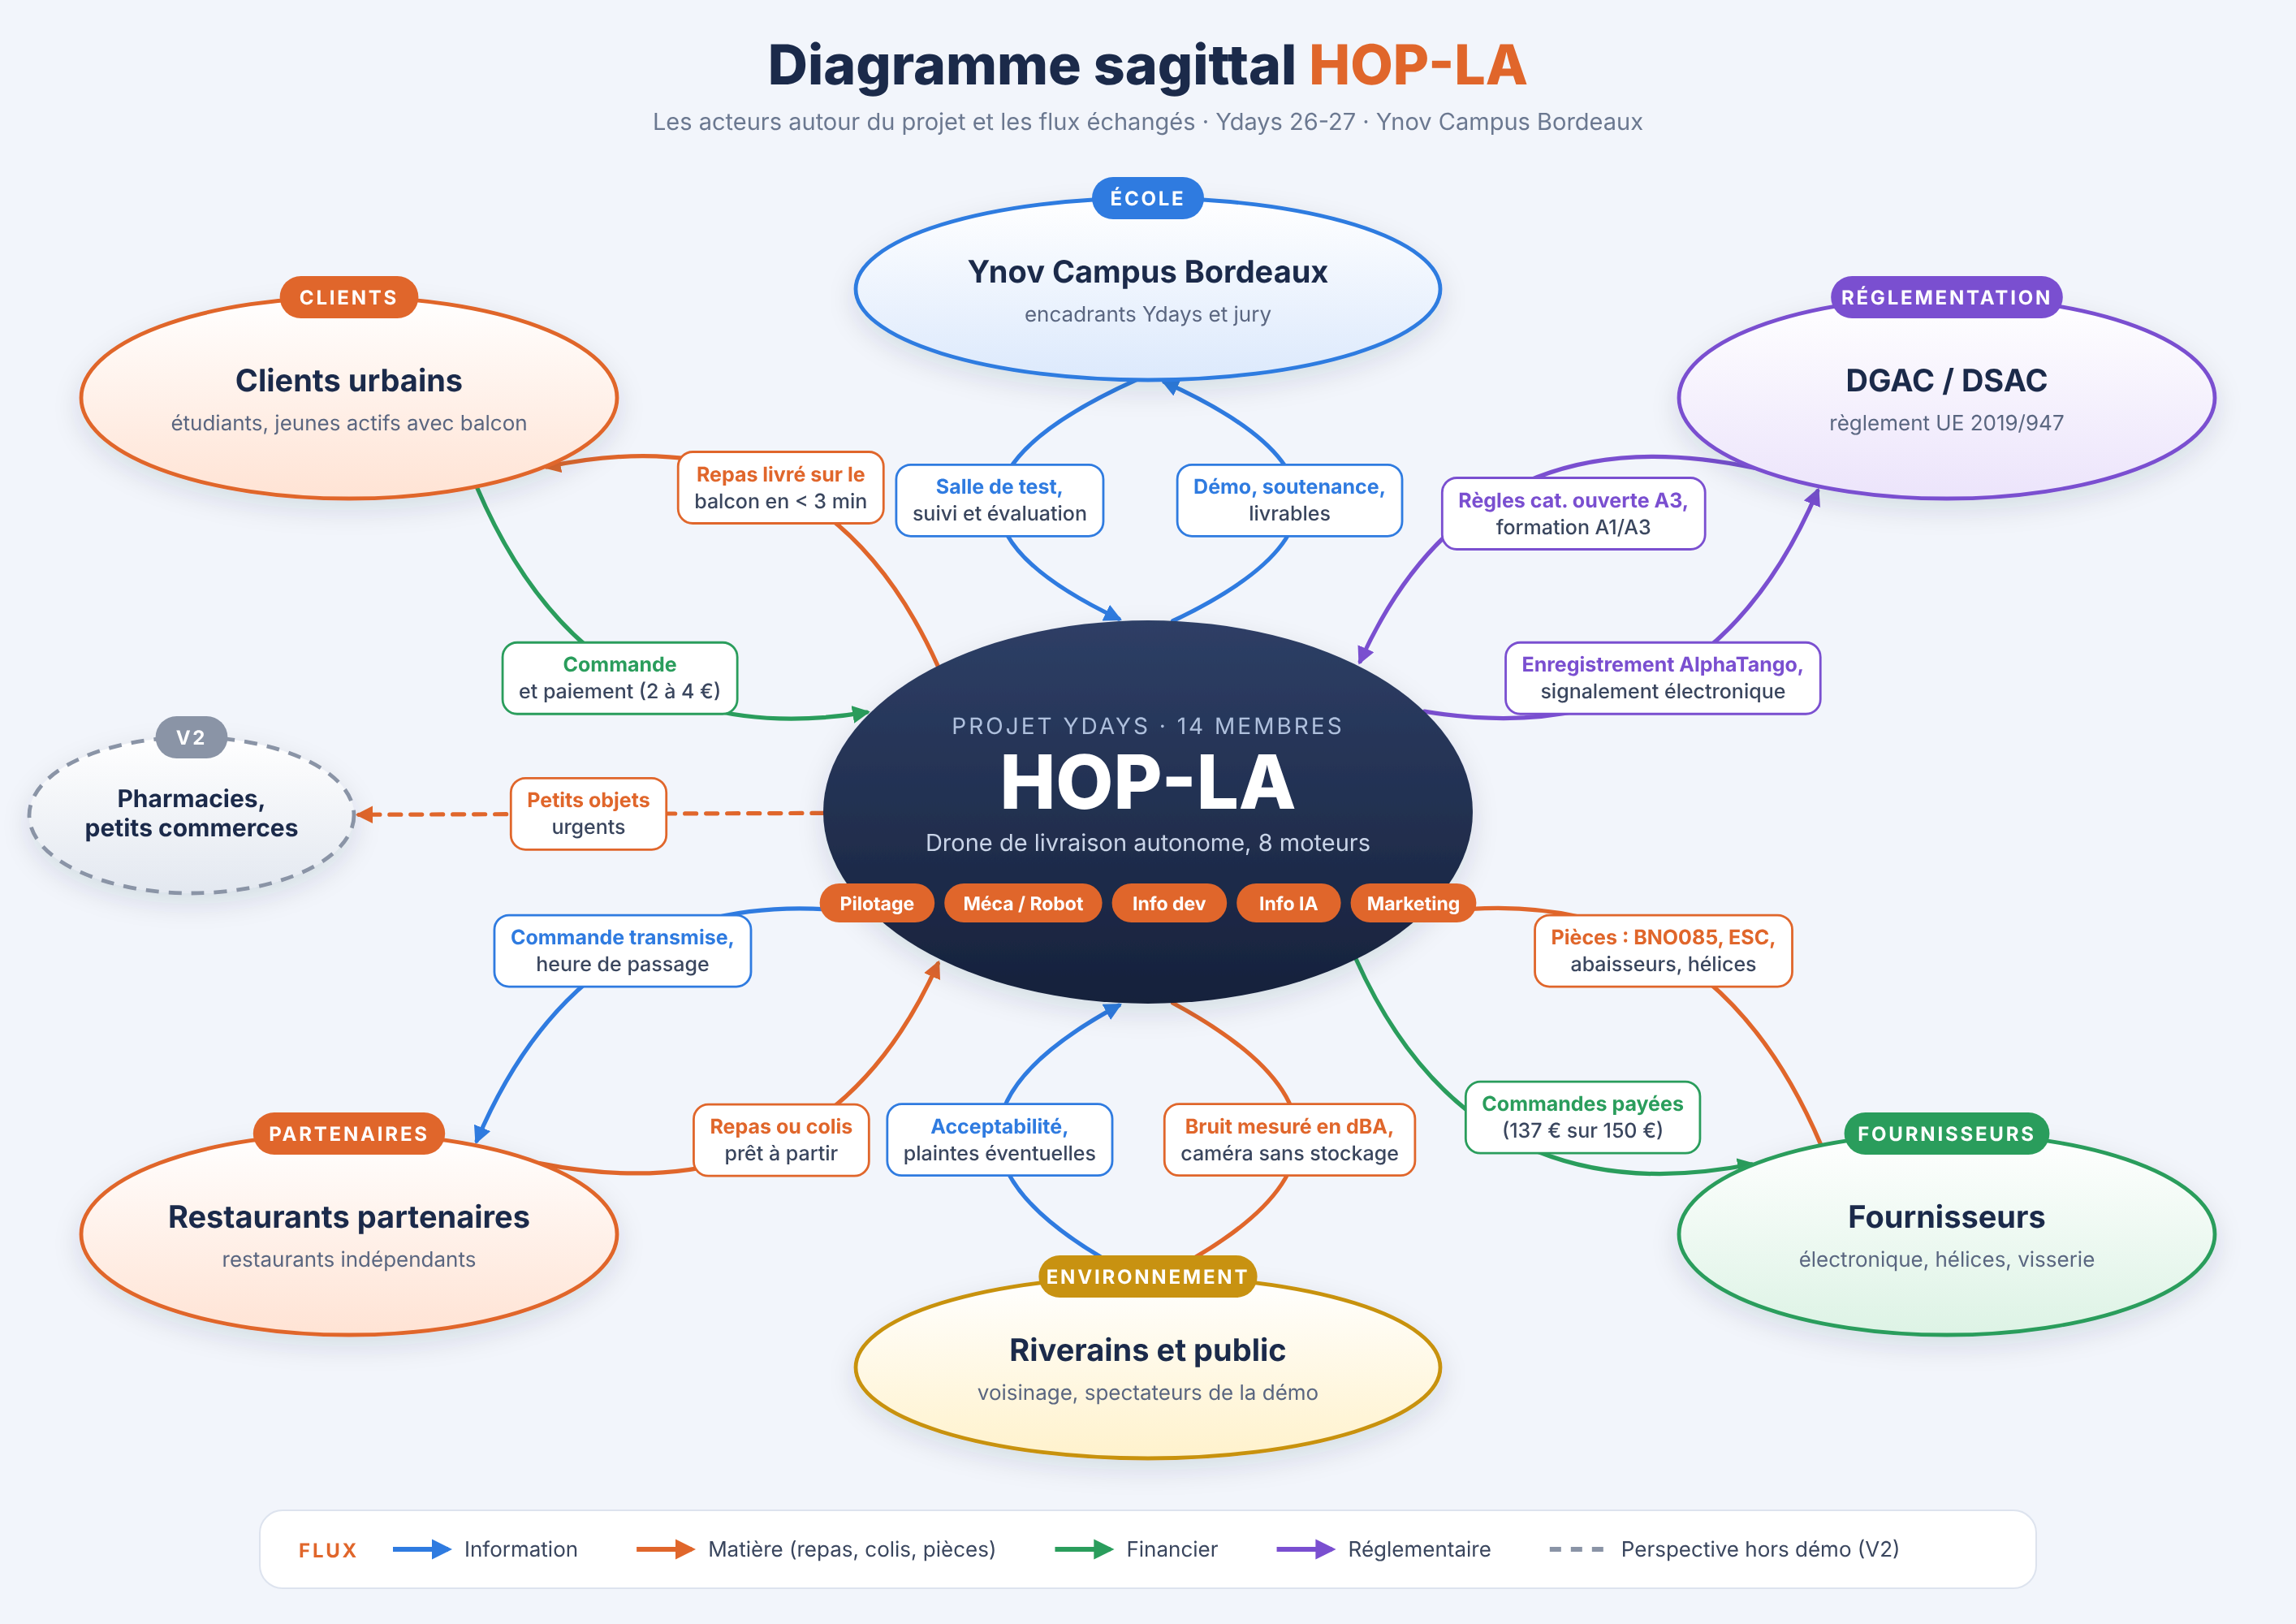 Diagramme sagittal HOP-LA
Les acteurs autour du projet et les flux échangés · Ydays 26-27 · Ynov Campus Bordeaux
ÉCOLE
Ynov Campus Bordeaux
encadrants Ydays et jury
CLIENTS
Clients urbains
étudiants, jeunes actifs avec balcon
RÉGLEMENTATION
DGAC / DSAC
règlement UE 2019/947
Repas livré sur le
balcon en < 3 min
Salle de test,
suivi et évaluation
Démo, soutenance,
livrables
Règles cat. ouverte A3,
formation A1/A3
Commande
et paiement (2 à 4 €)
Enregistrement AlphaTango,
signalement électronique
V2
Pharmacies,
petits commerces
Petits objets
urgents
PROJET YDAYS · 14 MEMBRES
HOP-LA
Drone de livraison autonome, 8 moteurs
Pilotage
Méca / Robot
Info dev
Info IA
Marketing
Commande transmise,
heure de passage
Pièces : BNO085, ESC,
abaisseurs, hélices
Repas ou colis
prêt à partir
Acceptabilité,
plaintes éventuelles
Bruit mesuré en dBA,
caméra sans stockage
Commandes payées
(137 € sur 150 €)
PARTENAIRES
Restaurants partenaires
restaurants indépendants
FOURNISSEURS
Fournisseurs
électronique, hélices, visserie
ENVIRONNEMENT
Riverains et public
voisinage, spectateurs de la démo
FLUX
Information
Matière (repas, colis, pièces)
Financier
Réglementaire
Perspective hors démo (V2)